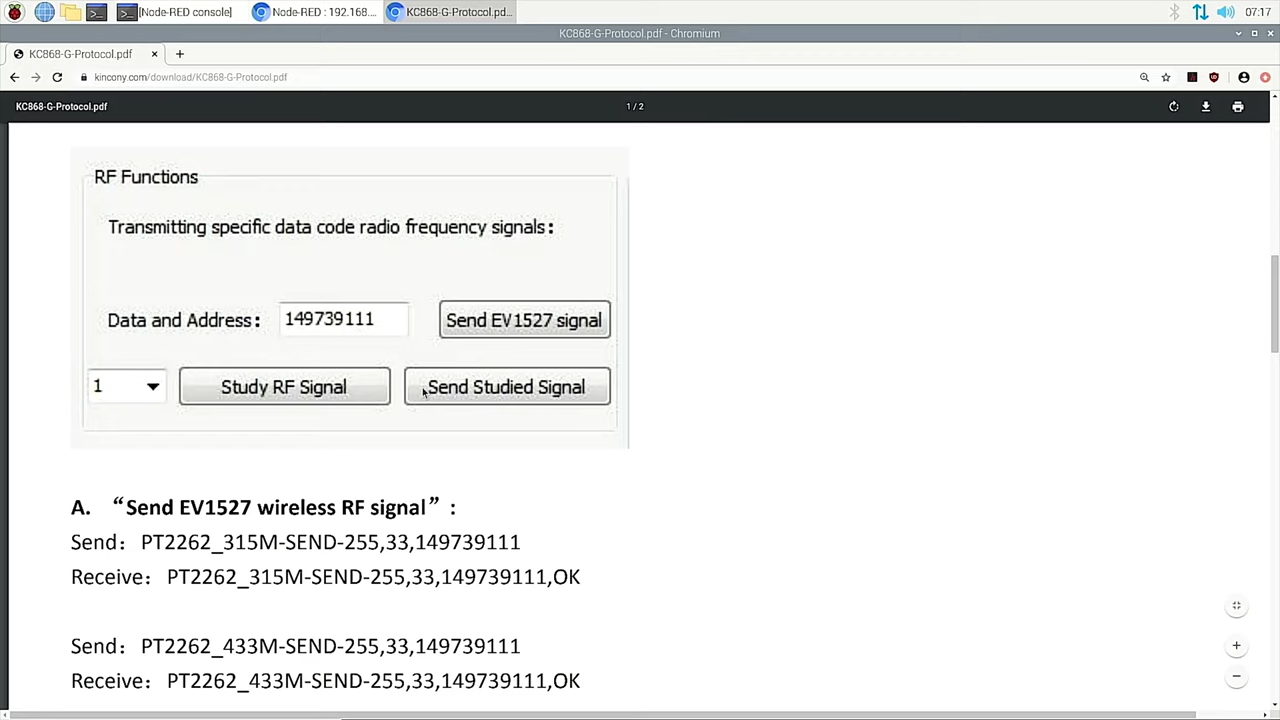 [Node-RED console]
Node-RED : 192.168....
KC868-G-Protocol.pd...
07:17
KC868-G-Protocol.pdf - Chromium
KC868-G-Protocol.pdf
kincony.com/download/KC868-G-Protocol.pdf
KC868-G-Protocol.pdf
1 / 2
RF Functions
Transmitting specific data code radio frequency signals:
Data and Address: 149739111 Send EV1527 signal
1 Study RF Signal Send Studied Signal
A. “Send EV1527 wireless RF signal”:
Send: PT2262_315M-SEND-255,33,149739111
Receive: PT2262_315M-SEND-255,33,149739111,OK
Send: PT2262_433M-SEND-255,33,149739111
Receive: PT2262_433M-SEND-255,33,149739111,OK